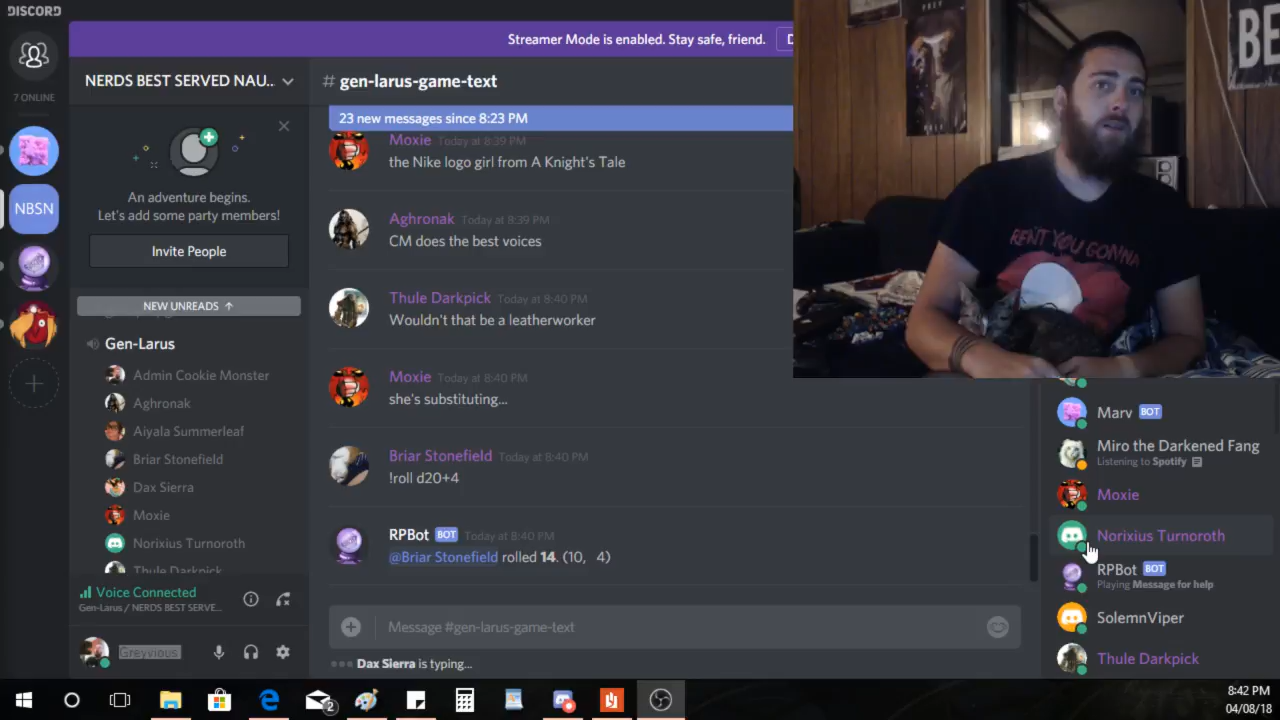 DISCORD
7 ONLINE
NBSN
NERDS BEST SERVED NAU...
An adventure begins.
Let's add some party members!
Invite People
NEW UNREADS ↑
Gen-Larus
Admin Cookie Monster
Aghronak
Aiyala Summerleaf
Briar Stonefield
Dax Sierra
Moxie
Norixius Turnoroth
Thule Darkpick
Voice Connected
Gen-Larus / NERDS BEST SERVE...
Greyvious
Streamer Mode is enabled. Stay safe, friend.
# gen-larus-game-text
23 new messages since 8:23 PM
Moxie Today at 8:39 PM
the Nike logo girl from A Knight's Tale
Aghronak Today at 8:39 PM
CM does the best voices
Thule Darkpick Today at 8:40 PM
Wouldn't that be a leatherworker
Moxie Today at 8:40 PM
she's substituting...
Briar Stonefield Today at 8:40 PM
!roll d20+4
RPBot BOT Today at 8:40 PM
@Briar Stonefield rolled 14. (10, 4)
Message #gen-larus-game-text
Dax Sierra is typing...
PREY
BE
RENT YOU GONNA
Marv BOT
Miro the Darkened Fang
Listening to Spotify
Moxie
Norixius Turnoroth
RPBot BOT
Playing Message for help
SolemnViper
Thule Darkpick
2
8:42 PM
04/08/18